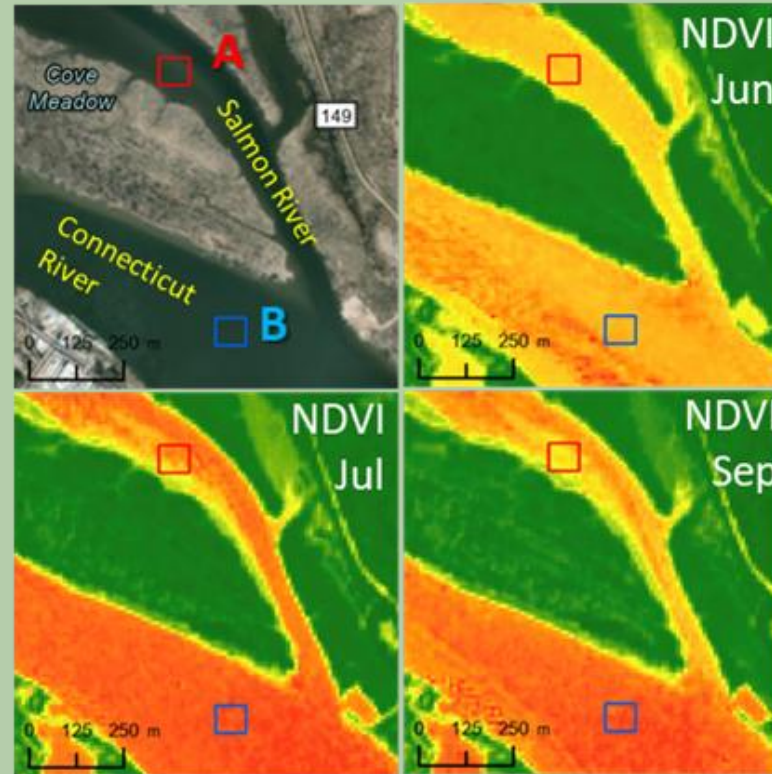 A
Cove
Meadow
149
Salmon River
Connecticut
River
B
0 125 250 m
NDVI
Jun
0 125 250 m
NDVI
Jul
0 125 250 m
NDVI
Sep
0 125 250 m